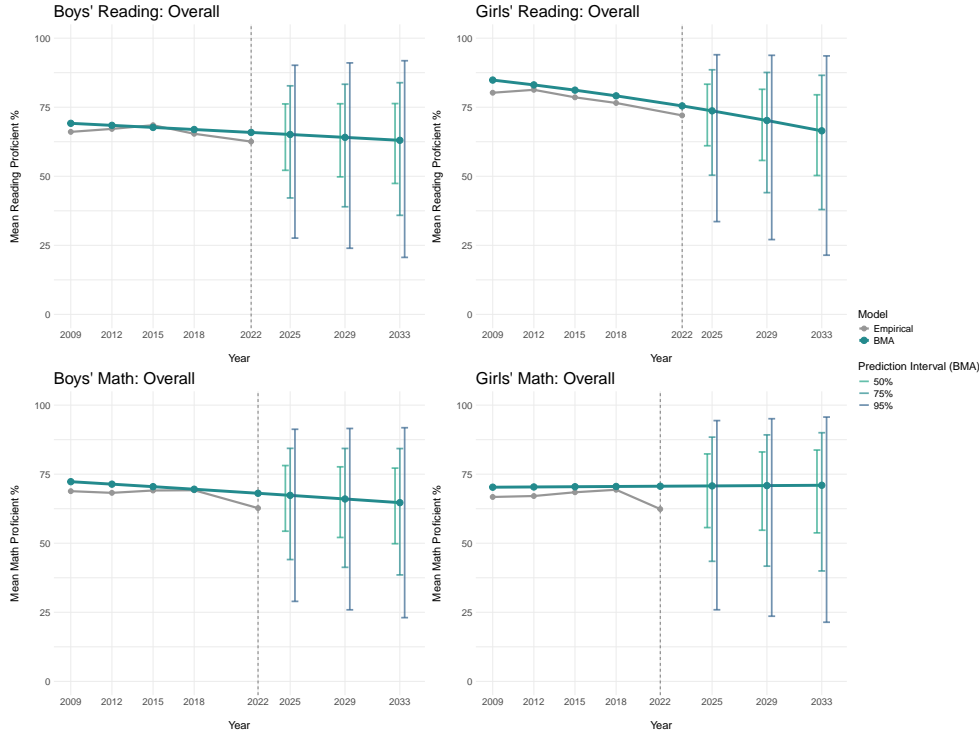 Boys' Reading: Overall
Mean Reading Proficient %
100
75
50
25
0
2009 2012 2015 2018 2022 2025 2029 2033
Year
Girls' Reading: Overall
Mean Reading Proficient %
100
75
50
25
0
2009 2012 2015 2018 2022 2025 2029 2033
Year
Boys' Math: Overall
Mean Math Proficient %
100
75
50
25
0
2009 2012 2015 2018 2022 2025 2029 2033
Year
Girls' Math: Overall
Mean Math Proficient %
100
75
50
25
0
2009 2012 2015 2018 2022 2025 2029 2033
Year
Model
Empirical
BMA
Prediction Interval (BMA)
50%
75%
95%